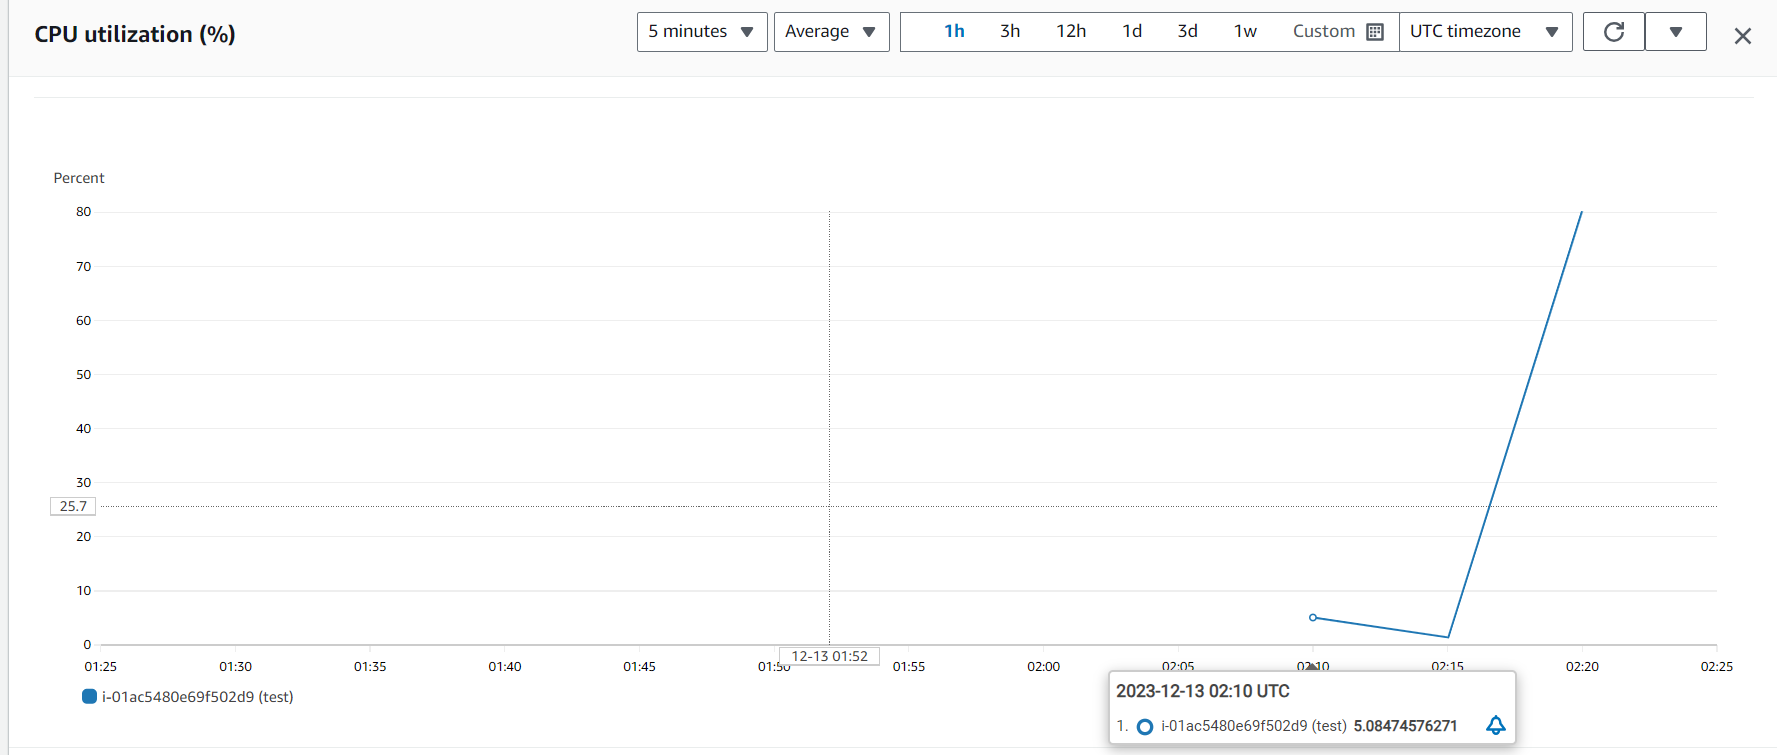 CPU utilization (%)
5 minutes
Average
1h 3h 12h 1d 3d 1w Custom
UTC timezone
Percent
80
70
60
50
40
30
25.7
20
10
0
01:25 01:30 01:35 01:40 01:45 01:50 12-13 01:52 01:55 02:00 02:05 02:10 02:15 02:20 02:25
i-01ac5480e69f502d9 (test)
2023-12-13 02:10 UTC
1. i-01ac5480e69f502d9 (test) 5.08474576271